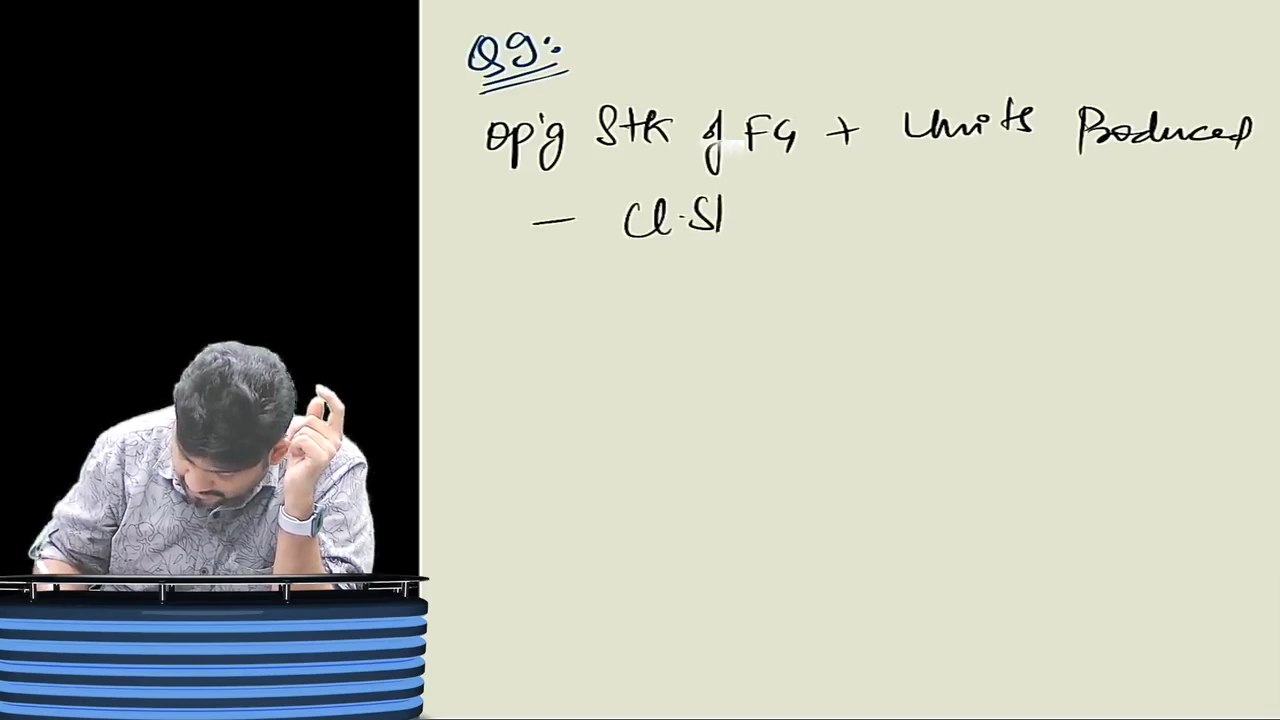 Q9:
op'g Stk of FG + Units Produced
— Cl.St